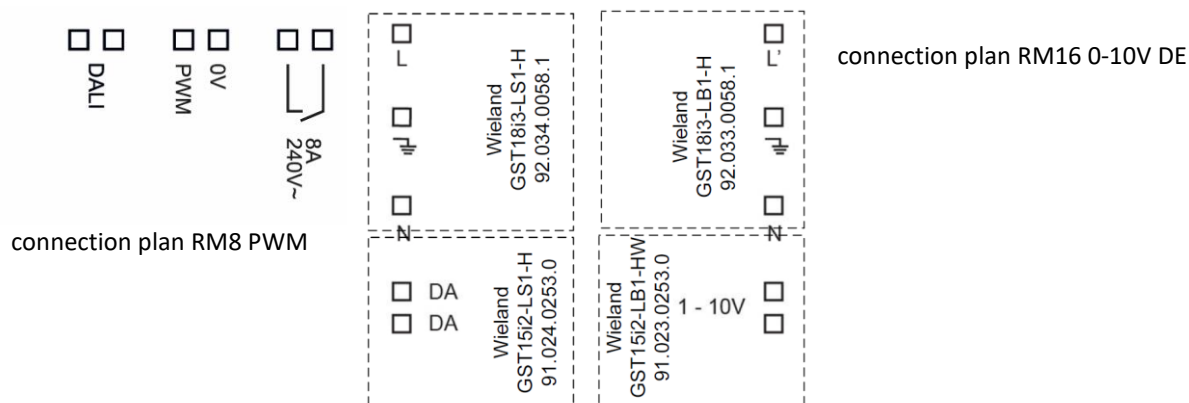 DALI
PWM
0V
8A
240V~
connection plan RM8 PWM
L
N
Wieland
GST18i3-LS1-H
92.034.0058.1
DA
DA
Wieland
GST15i2-LS1-H
91.024.0253.0
Wieland
GST18i3-LB1-H
92.033.0058.1
L'
N
Wieland
GST15i2-LB1-HW
91.023.0253.0
1 - 10V
connection plan RM16 0-10V DE